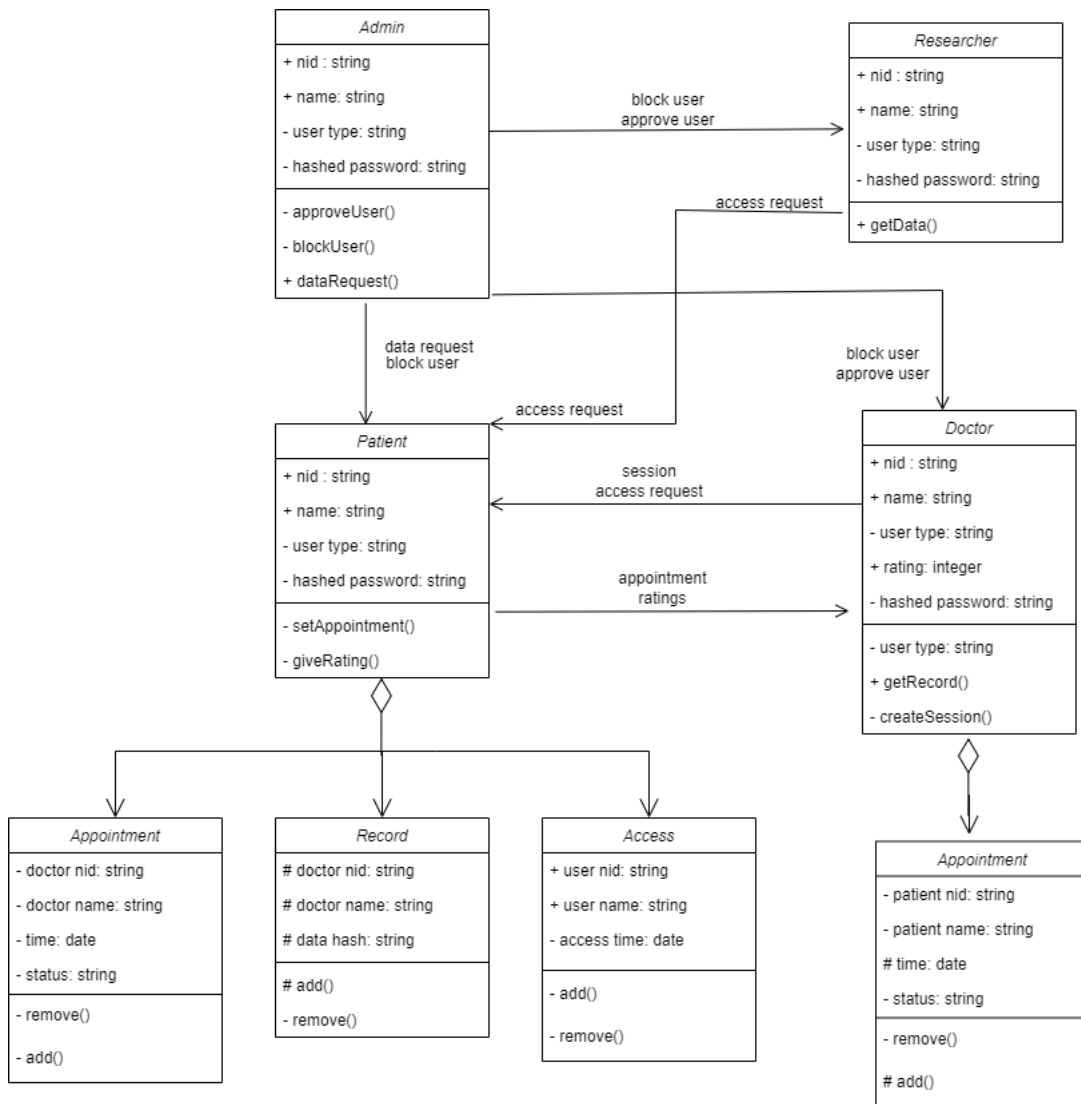 Admin
+ nid : string
+ name: string
- user type: string
- hashed password: string
- approveUser()
- blockUser()
+ dataRequest()
block user
approve user
Researcher
+ nid : string
+ name: string
- user type: string
- hashed password: string
+ getData()
access request
data request
block user
block user
approve user
access request
Patient
+ nid : string
+ name: string
- user type: string
- hashed password: string
- setAppointment()
- giveRating()
session
access request
appointment
ratings
Doctor
+ nid : string
+ name: string
- user type: string
+ rating: integer
- hashed password: string
- user type: string
+ getRecord()
- createSession()
Appointment
- doctor nid: string
- doctor name: string
- time: date
- status: string
- remove()
- add()
Record
# doctor nid: string
# doctor name: string
# data hash: string
# add()
- remove()
Access
+ user nid: string
+ user name: string
- access time: date
- add()
- remove()
Appointment
- patient nid: string
- patient name: string
# time: date
- status: string
- remove()
# add()